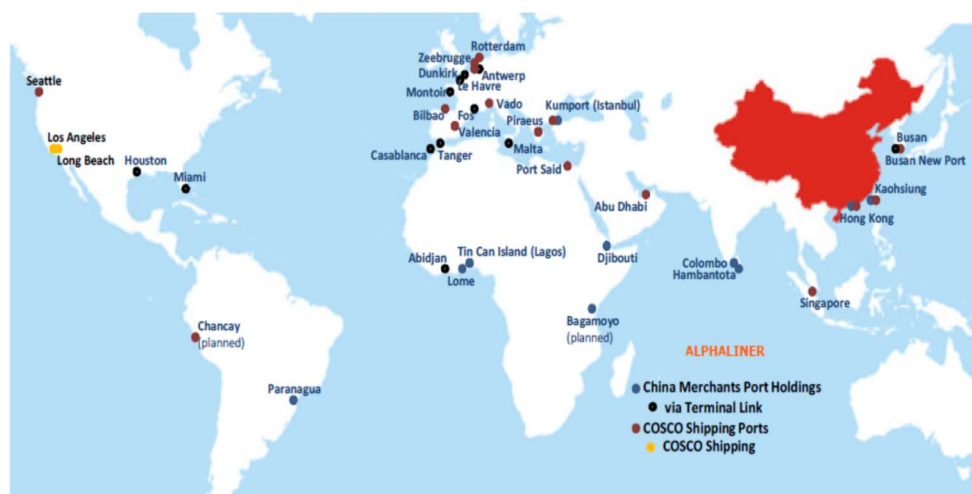 Rotterdam
Zeebrugge
Seattle
Dunkirk
Antwerp
Le Havre
Montoir
Vado
Kumport (Istanbul)
Bilbao
Fos
Piraeus
Valencia
Los Angeles
Busan
Long Beach
Houston
Casablanca
Tanger
Malta
Busan New Port
Miami
Port Said
Kaohsiung
Abu Dhabi
Hong Kong
Tin Can Island (Lagos)
Djibouti
Abidjan
Colombo
Lome
Hambantota
Singapore
Chancay
(planned)
Bagamoyo
(planned)
ALPHALINER
Paranagua
China Merchants Port Holdings
via Terminal Link
COSCO Shipping Ports
COSCO Shipping